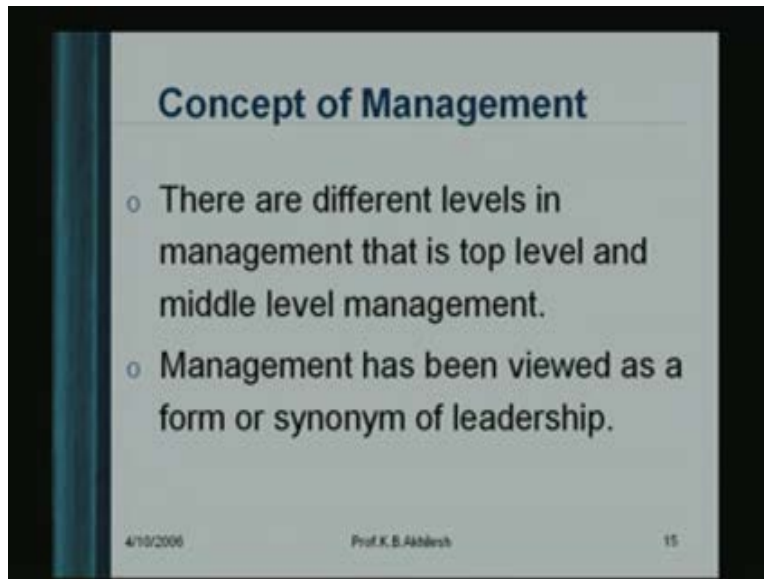 Concept of Management
o There are different levels in
management that is top level and
middle level management.
o Management has been viewed as a
form or synonym of leadership.
4/10/2006 Prof.K.B.Akhilesh 15